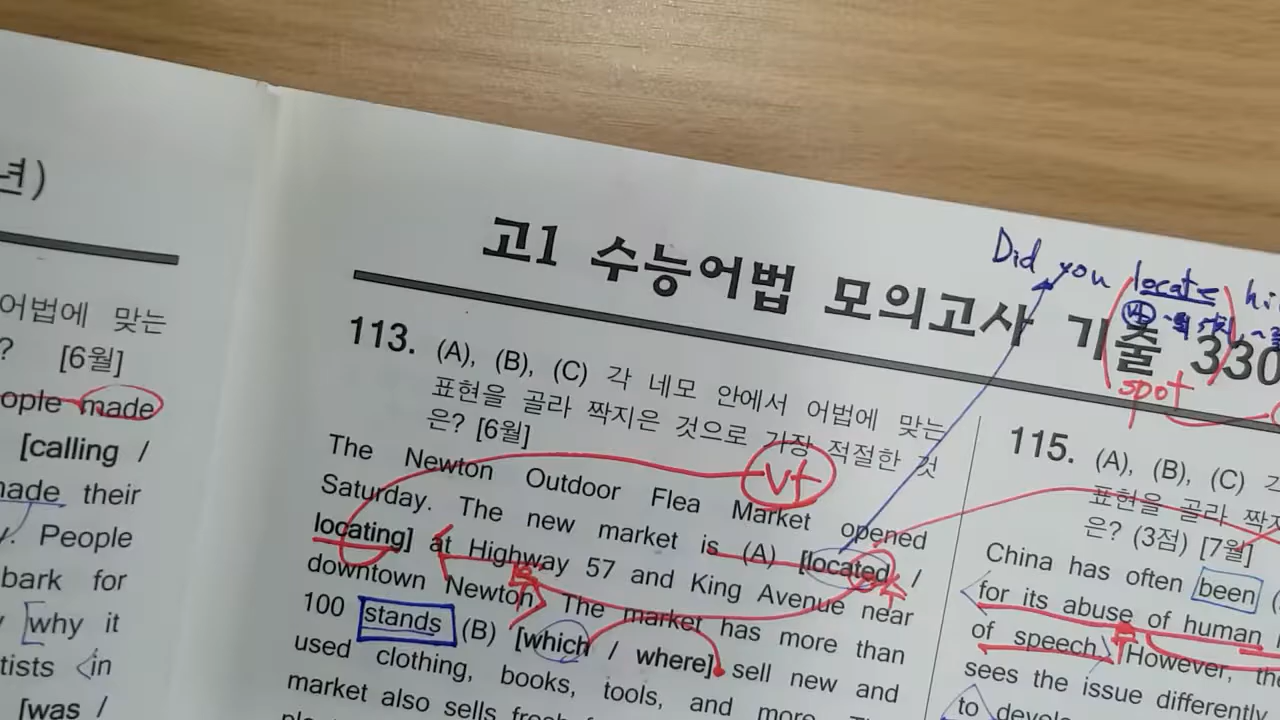 년)
어법에 맞는
? [6월]
ople made
[calling /
made their
y. People
bark for
why it
tists in
[was /
고1 수능어법 모의고사 기출 330
Did you locate hi
spot
113. (A), (B), (C) 각 네모 안에서 어법에 맞는
표현을 골라 짝지은 것으로 가장 적절한 것
은? [6월]
vt
The Newton Outdoor Flea Market opened
Saturday. The new market is (A) [located /
locating] at Highway 57 and King Avenue near
downtown Newton. The market has more than
100 stands (B) [which / where] sell new and
used clothing, books, tools, and more.
market also sells fresh
115. (A), (B), (C) 각
표현을 골라 짝지
은? (3점) [7월]
China has often been (
for its abuse of human
of speech. However, the
sees the issue differently
to develo